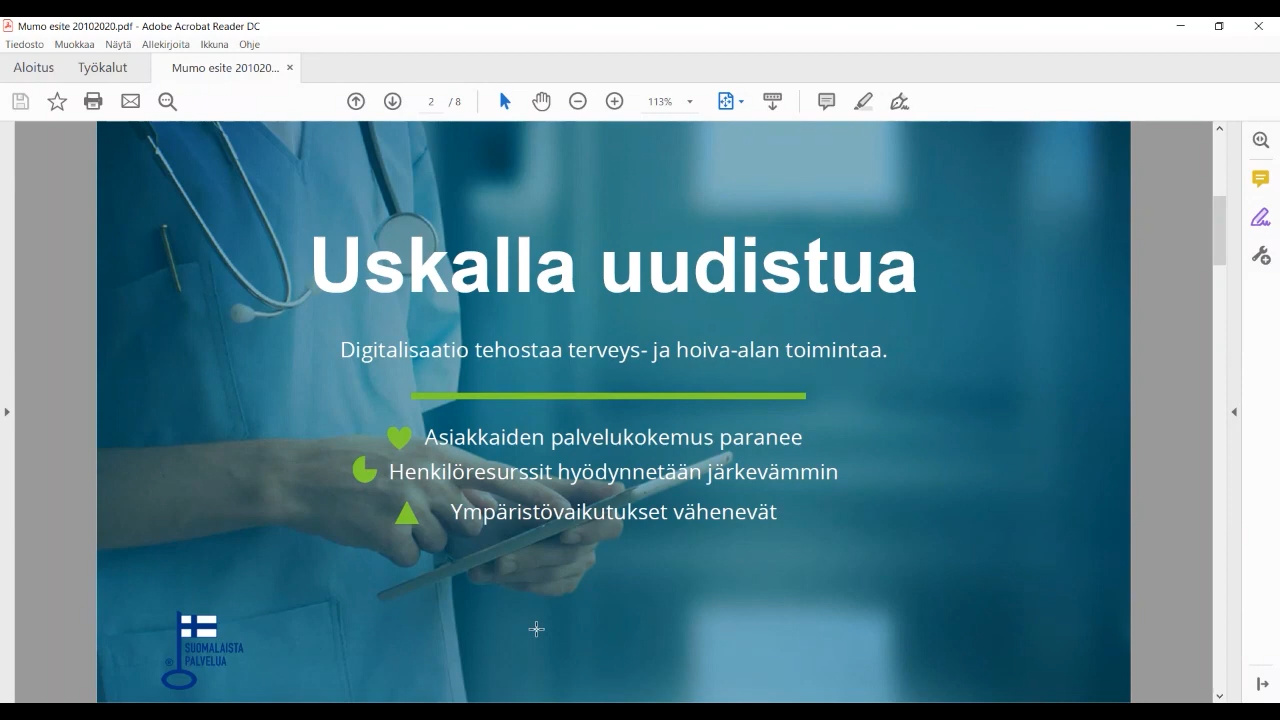 Mumo esite 20102020.pdf - Adobe Acrobat Reader DC
Tiedosto Muokkaa Näytä Allekirjoita Ikkuna Ohje
Aloitus Työkalut Mumo esite 201020... ×
2 / 8 113%
Uskalla uudistua
Digitalisaatio tehostaa terveys- ja hoiva-alan toimintaa.
Asiakkaiden palvelukokemus paranee
Henkilöresurssit hyödynnetään järkevämmin
Ympäristövaikutukset vähenevät
SUOMALAISTA
PALVELUA